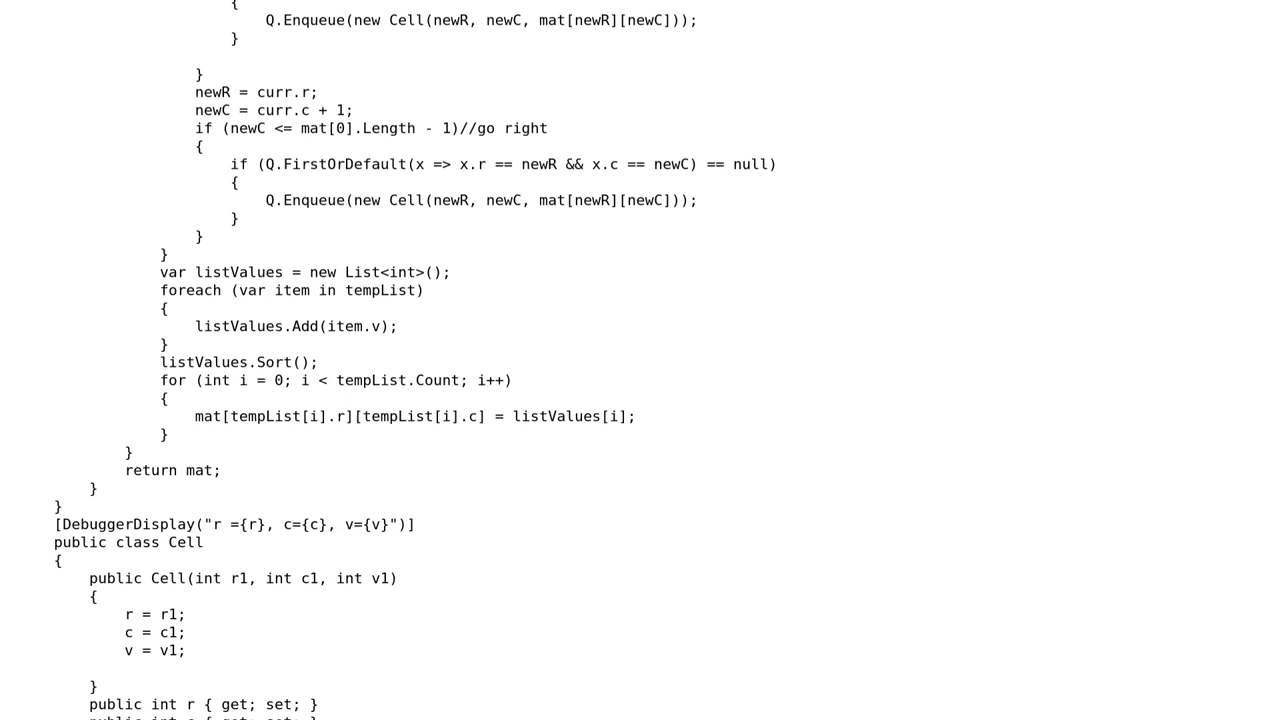 {
Q.Enqueue(new Cell(newR, newC, mat[newR][newC]));
}
}
newR = curr.r;
newC = curr.c + 1;
if (newC <= mat[0].Length - 1)//go right
{
if (Q.FirstOrDefault(x => x.r == newR && x.c == newC) == null)
{
Q.Enqueue(new Cell(newR, newC, mat[newR][newC]));
}
}
}
var listValues = new List<int>();
foreach (var item in tempList)
{
listValues.Add(item.v);
}
listValues.Sort();
for (int i = 0; i < tempList.Count; i++)
{
mat[tempList[i].r][tempList[i].c] = listValues[i];
}
}
return mat;
}
}
[DebuggerDisplay("r ={r}, c={c}, v={v}")]
public class Cell
{
public Cell(int r1, int c1, int v1)
{
r = r1;
c = c1;
v = v1;
}
public int r { get; set; }
public int c { get; set; }